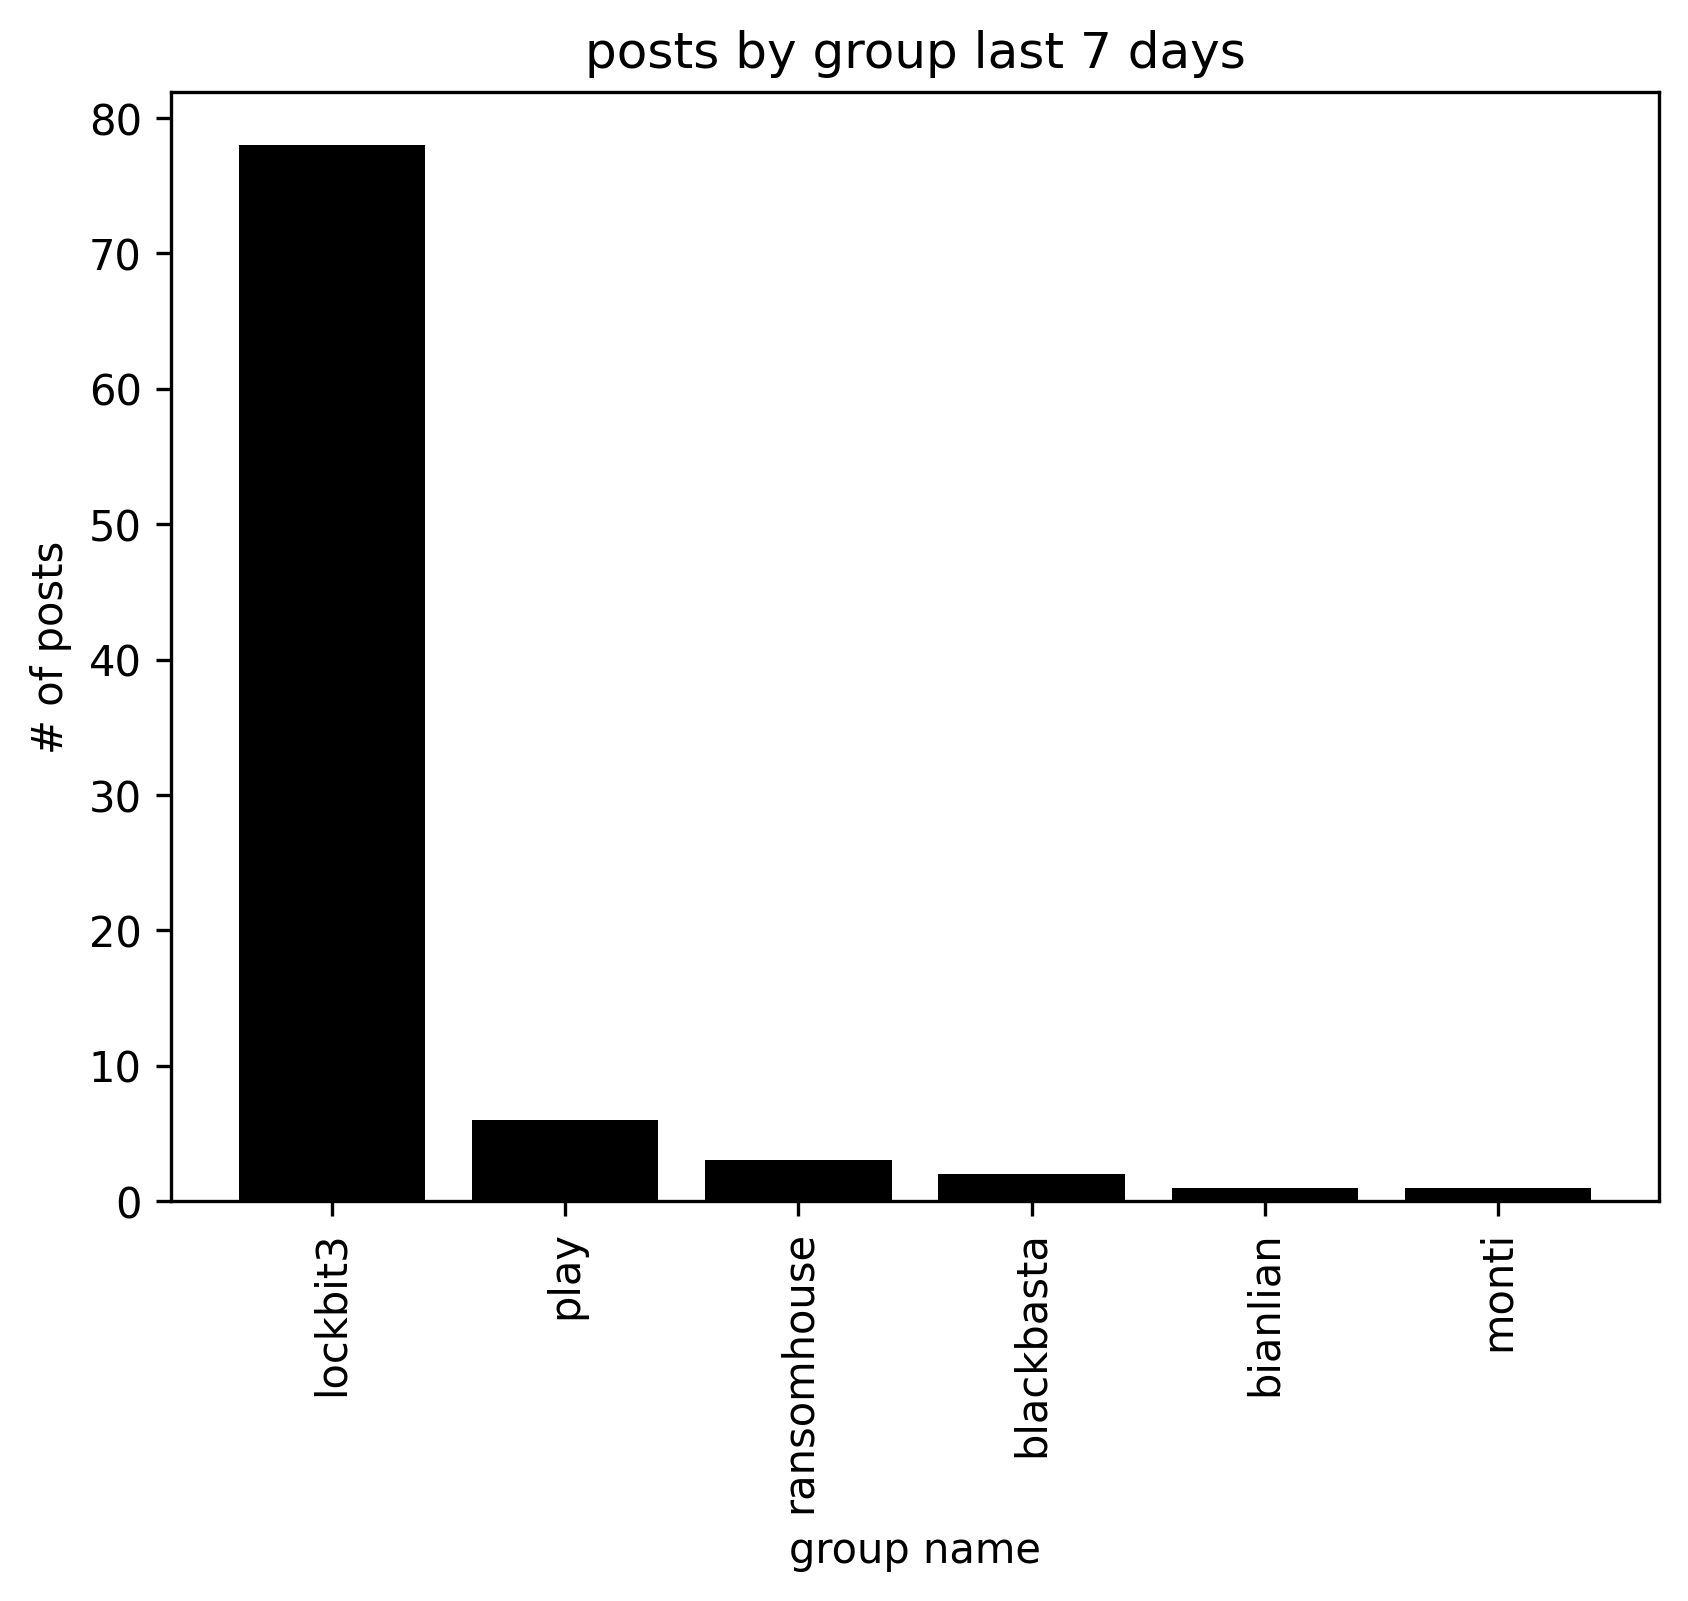 posts by group last 7 days
# of posts
80
70
60
50
40
30
20
10
0
lockbit3
play
ransomhouse
blackbasta
bianlian
monti
group name